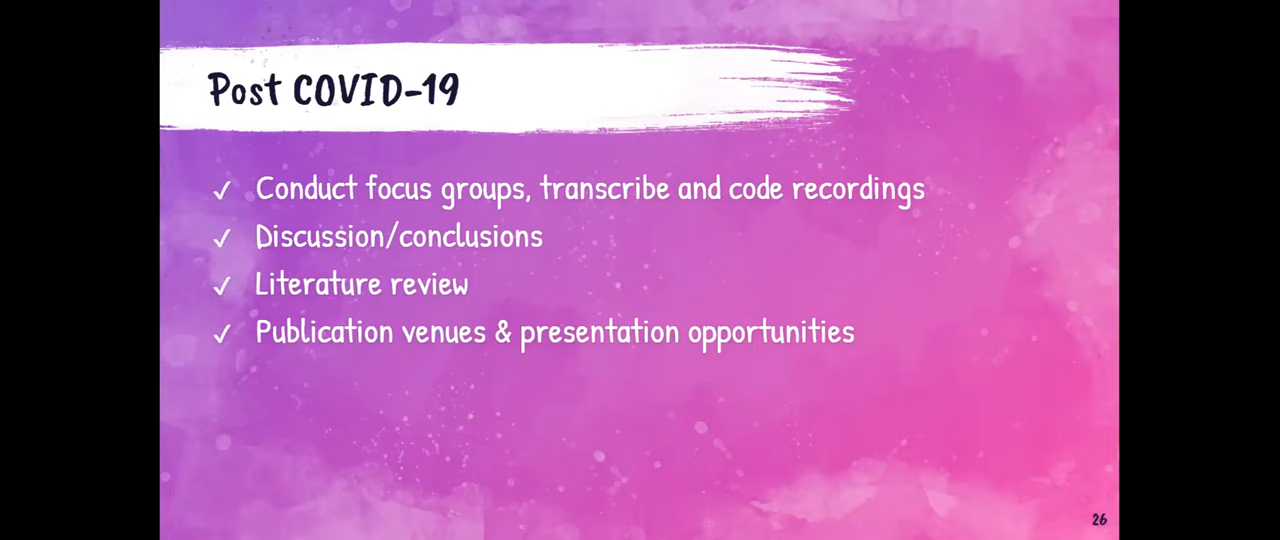 Post COVID-19
✓ Conduct focus groups, transcribe and code recordings
✓ Discussion/conclusions
✓ Literature review
✓ Publication venues & presentation opportunities
26